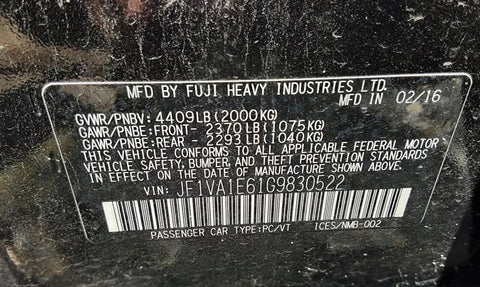 MFD BY FUJI HEAVY INDUSTRIES LTD.
MFD IN 02/16
GVWR/PNBV: 4409LB(2000KG)
GAWR/PNBE:FRONT- 2370LB(1075KG)
GAWR/PNBE:REAR - 2293LB(1040KG)
THIS VEHICLE CONFORMS TO ALL APPLICABLE FEDERAL MOTOR
VEHICLE SAFETY, BUMPER, AND THEFT PREVENTION STANDARDS
IN EFFECT ON THE DATE OF MANUFACTURE SHOWN ABOVE.
VIN: JF1VA1E61G9830522
PASSENGER CAR TYPE:PC/VT ICES/NMB-002